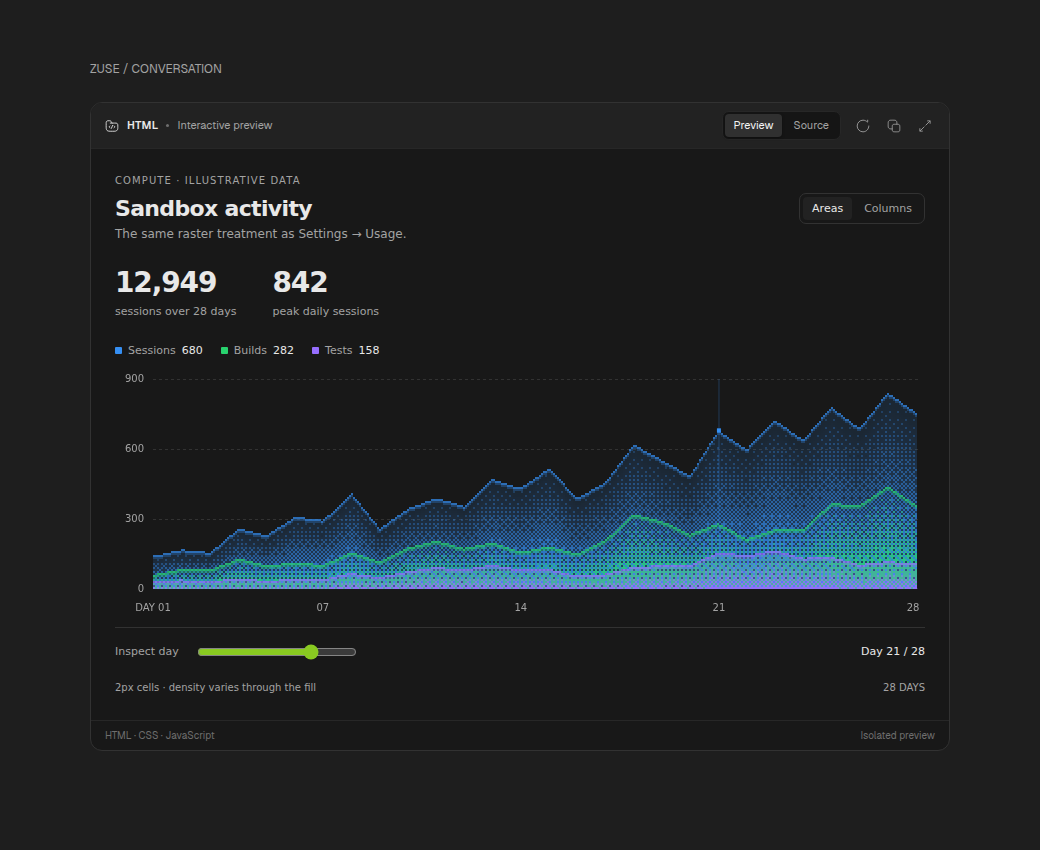 ZUSE / CONVERSATION
HTML • Interactive preview
Preview Source
COMPUTE · ILLUSTRATIVE DATA
Sandbox activity
Areas Columns
The same raster treatment as Settings → Usage.
12,949 842
sessions over 28 days peak daily sessions
Sessions 680 Builds 282 Tests 158
900
600
300
0
DAY 01 07 14 21 28
Inspect day Day 21 / 28
2px cells · density varies through the fill 28 DAYS
HTML · CSS · JavaScript Isolated preview